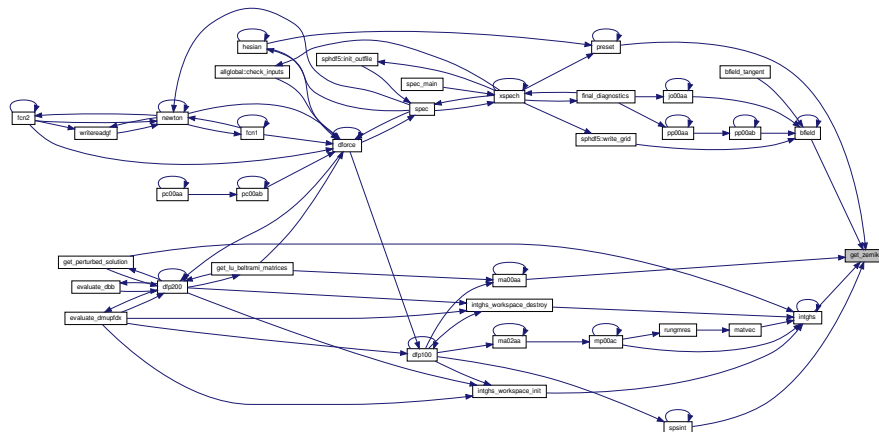 hesian
preset
sphdf5::init_outfile
allglobal::check_inputs
bfield_tangent
spec_main
xspech
final_diagnostics
jo00aa
spec
fcn2
newton
writereadgf
fcn1
dforce
sphdf5::write_grid
pp00aa
pp00ab
bfield
pc00aa
pc00ab
get_zernik
get_perturbed_solution
get_lu_beltrami_matrices
evaluate_dbb
dfp200
ma00aa
intghs_workspace_destroy
evaluate_dmupfdx
intghs
rungmres
matvec
ma02aa
mp00ac
dfp100
intghs_workspace_init
spsint